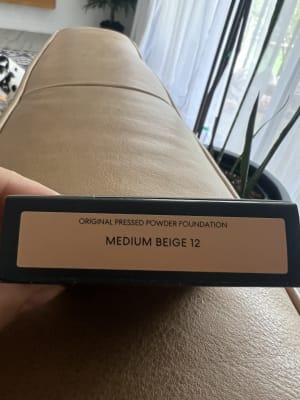 ORIGINAL PRESSED POWDER FOUNDATION
MEDIUM BEIGE 12